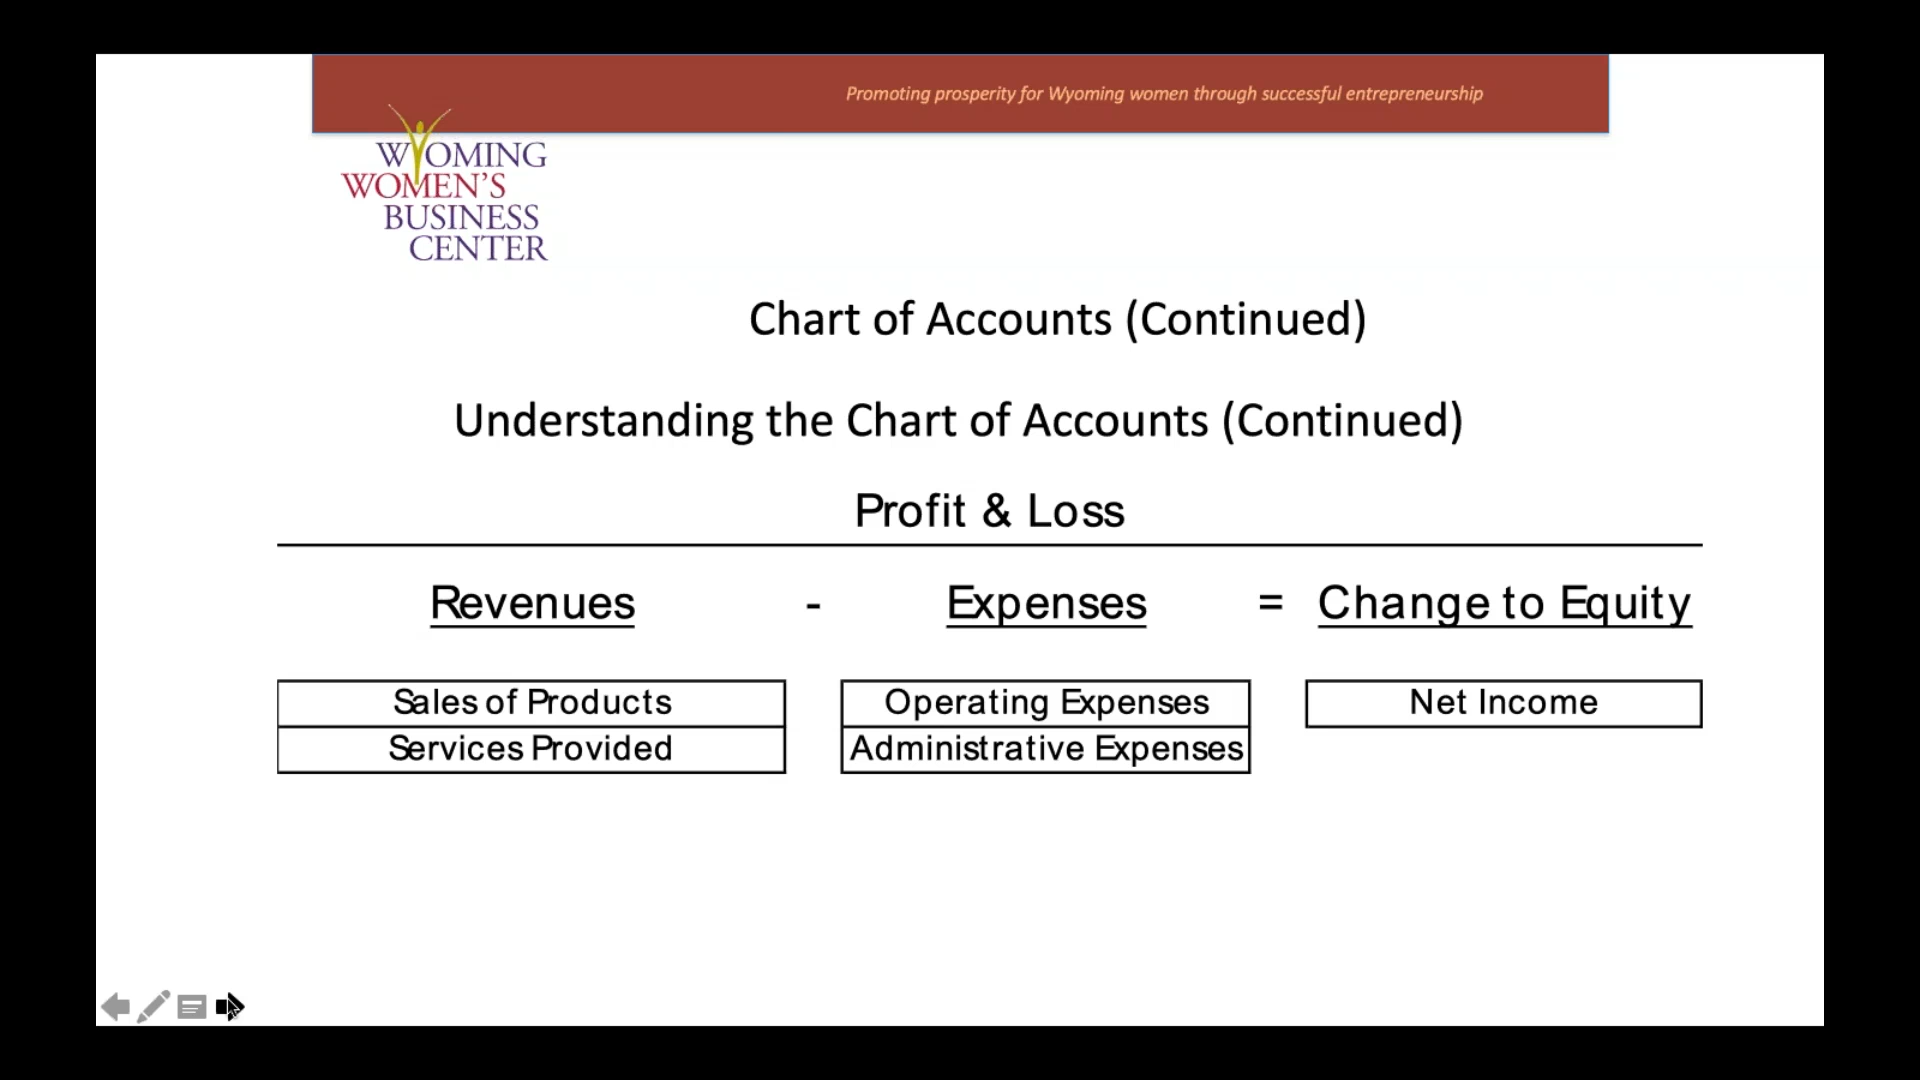 Promoting prosperity for Wyoming women through successful entrepreneurship
WYOMING
WOMEN'S
BUSINESS
CENTER
Chart of Accounts (Continued)
Understanding the Chart of Accounts (Continued)
Profit & Loss
Revenues - Expenses = Change to Equity
Sales of Products Operating Expenses Net Income
Services Provided Administrative Expenses